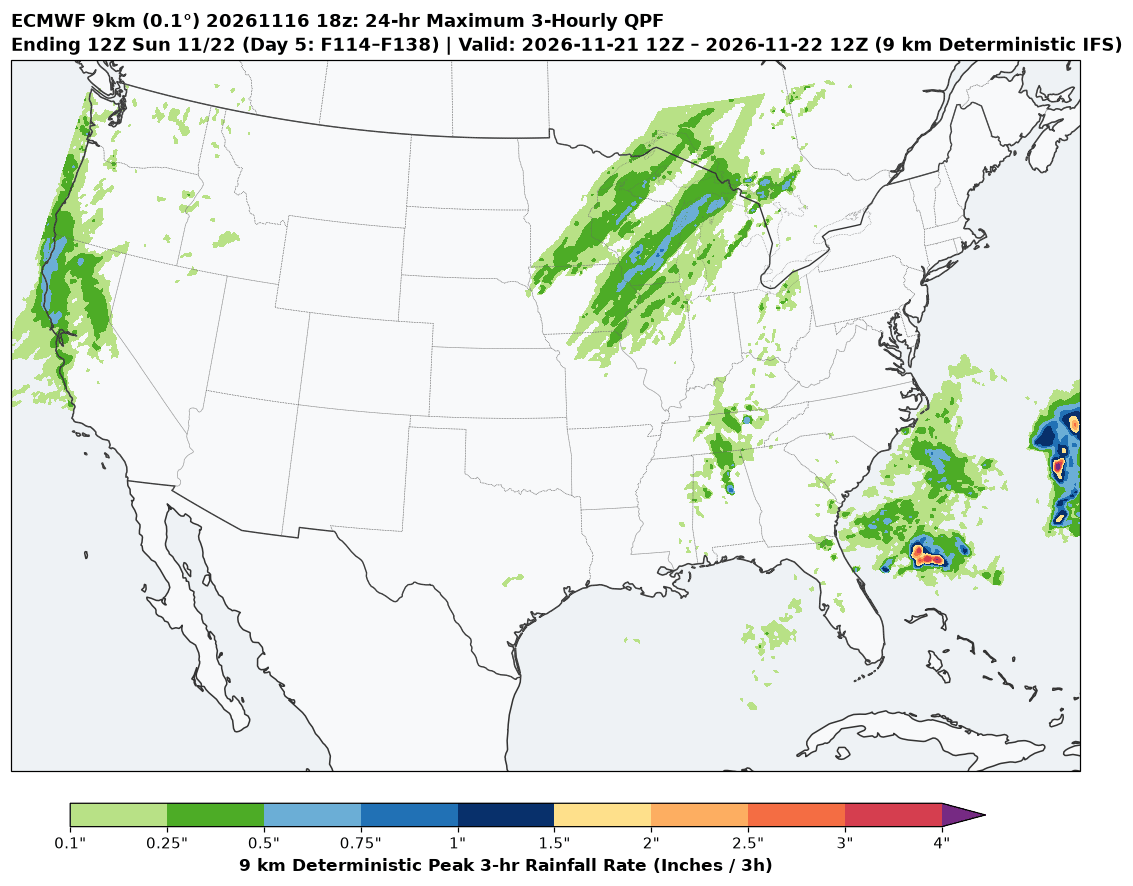 ECMWF 9km (0.1°) 20261116 18z: 24-hr Maximum 3-Hourly QPF
Ending 12Z Sun 11/22 (Day 5: F114–F138) | Valid: 2026-11-21 12Z – 2026-11-22 12Z (9 km Deterministic IFS)
0.1" 0.25" 0.5" 0.75" 1" 1.5" 2" 2.5" 3" 4"
9 km Deterministic Peak 3-hr Rainfall Rate (Inches / 3h)